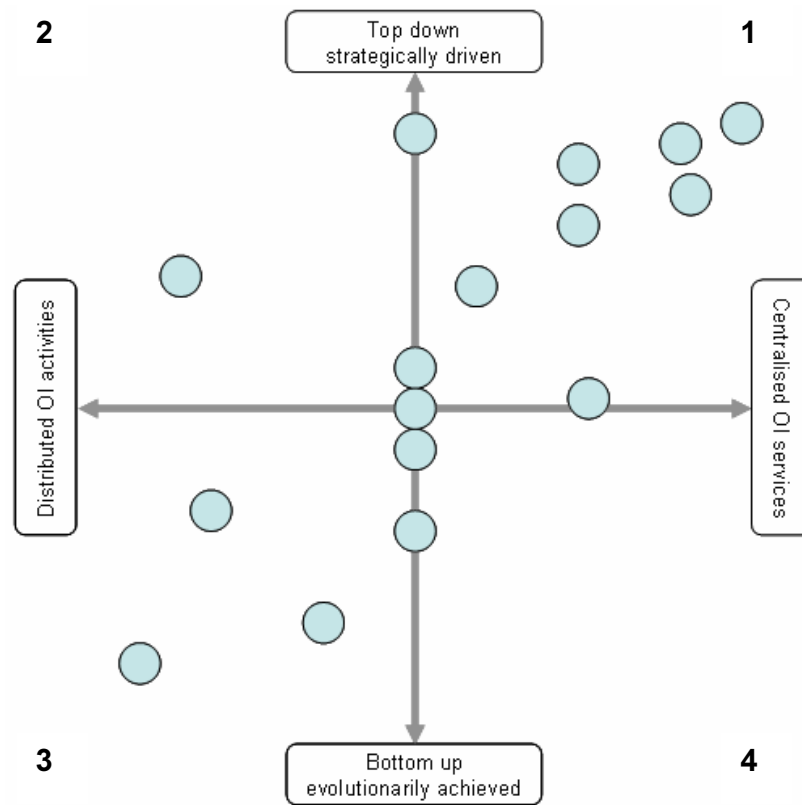 2
Top down
strategically driven
1
Distributed OI activities
Centralised OI services
3
Bottom up
evolutionarily achieved
4